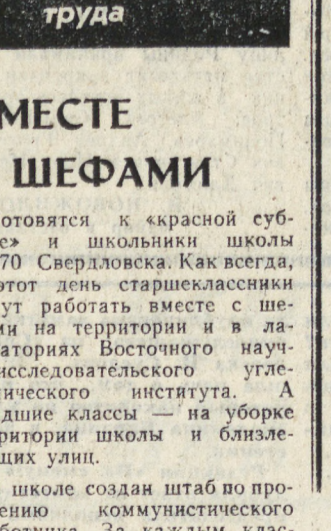 труда
МЕСТЕ
ШЕФАМИ
отовятся к «красной суб-
е» и школьники школы
70 Свердловска. Как всегда,
этот день старшеклассники
ут работать вместе с ше-
ми на территории и в ла-
аториях Восточного науч-
исследовательского угле-
ического института. А
дшие классы — на уборке
ритории школы и близле-
щих улиц.
школе создан штаб по про-
ению коммунистического